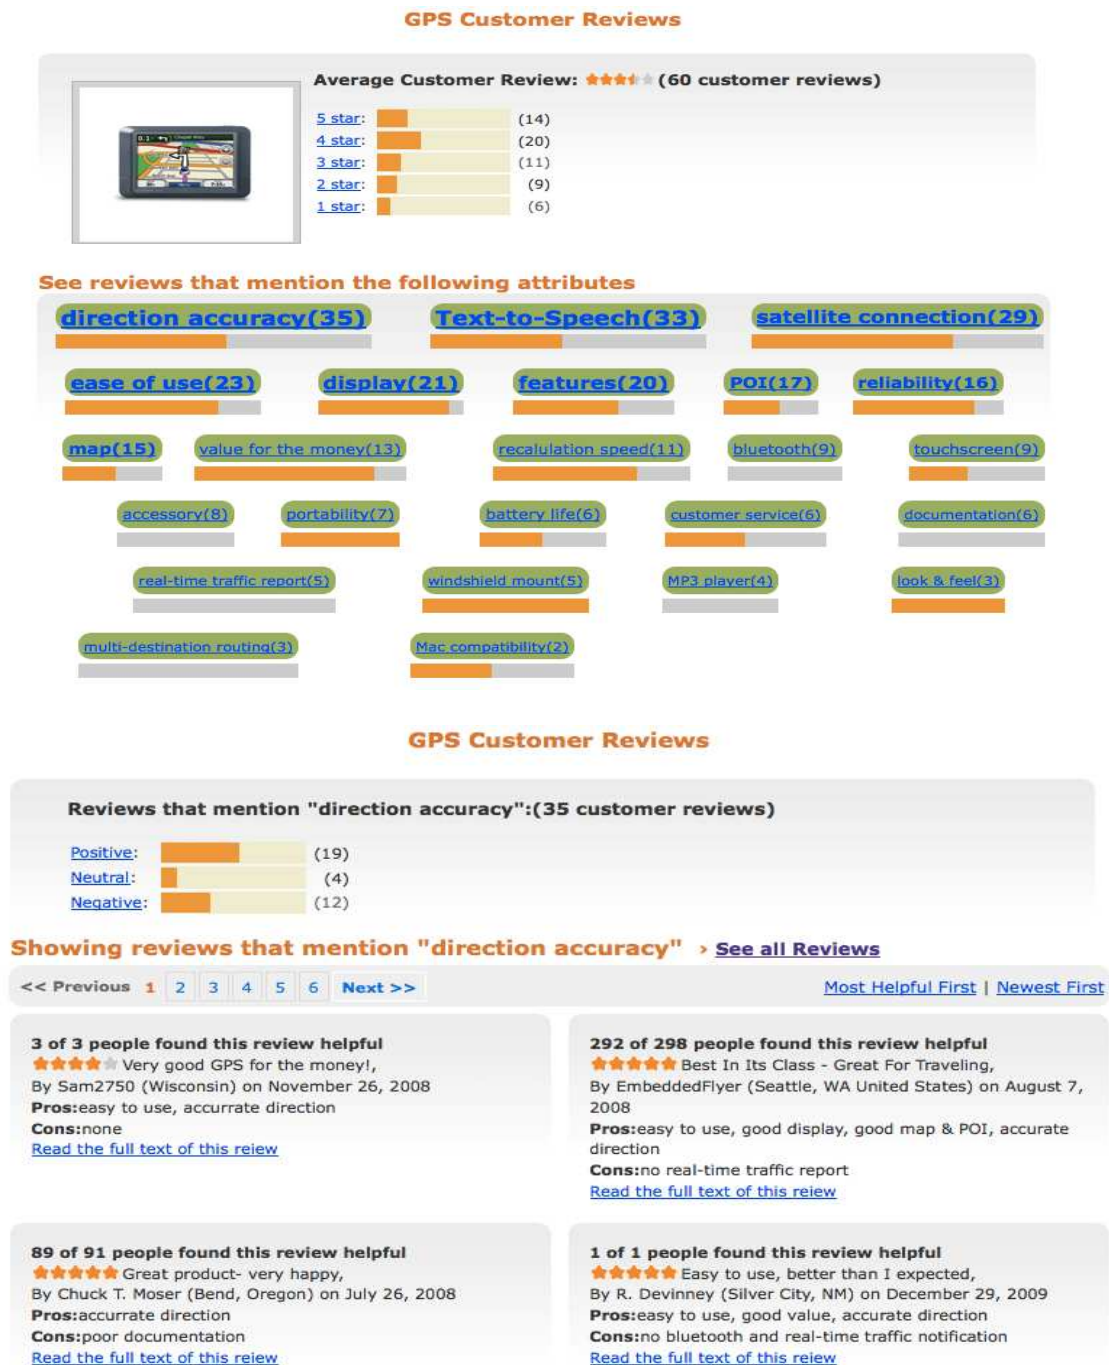 GPS Customer Reviews
Average Customer Review: (60 customer reviews)
5 star: (14)
4 star: (20)
3 star: (11)
2 star: (9)
1 star: (6)
See reviews that mention the following attributes
direction accuracy(35) Text-to-Speech(33) satellite connection(29)
ease of use(23) display(21) features(20) POI(17) reliability(16)
map(15) value for the money(13) recalulation speed(11) bluetooth(9) touchscreen(9)
accessory(8) portability(7) battery life(6) customer service(6) documentation(6)
real-time traffic report(5) windshield mount(5) MP3 player(4) look & feel(3)
multi-destination routing(3) Mac compatibility(2)
GPS Customer Reviews
Reviews that mention "direction accuracy":(35 customer reviews)
Positive: (19)
Neutral: (4)
Negative: (12)
Showing reviews that mention "direction accuracy" › See all Reviews
<< Previous 1 2 3 4 5 6 Next >> Most Helpful First | Newest First
3 of 3 people found this review helpful
Very good GPS for the money!,
By Sam2750 (Wisconsin) on November 26, 2008
Pros:easy to use, accurrate direction
Cons:none
Read the full text of this reiew
292 of 298 people found this review helpful
Best In Its Class - Great For Traveling,
By EmbeddedFlyer (Seattle, WA United States) on August 7,
2008
Pros:easy to use, good display, good map & POI, accurate
direction
Cons:no real-time traffic report
Read the full text of this reiew
89 of 91 people found this review helpful
Great product- very happy,
By Chuck T. Moser (Bend, Oregon) on July 26, 2008
Pros:accurrate direction
Cons:poor documentation
Read the full text of this reiew
1 of 1 people found this review helpful
Easy to use, better than I expected,
By R. Devinney (Silver City, NM) on December 29, 2009
Pros:easy to use, good value, accurate direction
Cons:no bluetooth and real-time traffic notification
Read the full text of this reiew